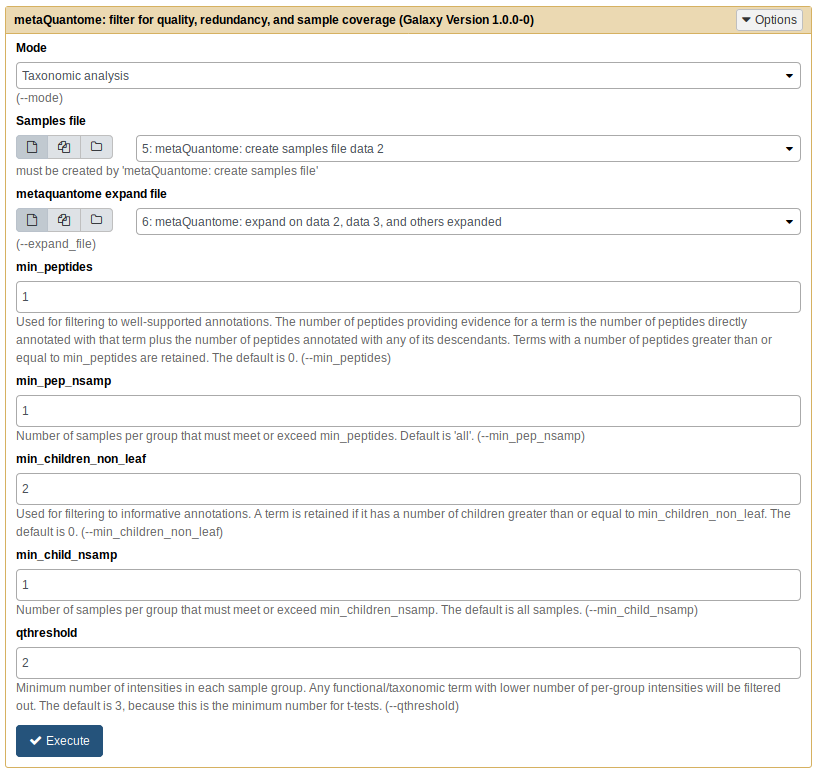 metaQuantome: filter for quality, redundancy, and sample coverage (Galaxy Version 1.0.0-0)
Options
Mode
Taxonomic analysis
(--mode)
Samples file
5: metaQuantome: create samples file data 2
must be created by 'metaQuantome: create samples file'
metaquantome expand file
6: metaQuantome: expand on data 2, data 3, and others expanded
(--expand_file)
min_peptides
1
Used for filtering to well-supported annotations. The number of peptides providing evidence for a term is the number of peptides directly
annotated with that term plus the number of peptides annotated with any of its descendants. Terms with a number of peptides greater than or
equal to min_peptides are retained. The default is 0. (--min_peptides)
min_pep_nsamp
1
Number of samples per group that must meet or exceed min_peptides. Default is 'all'. (--min_pep_nsamp)
min_children_non_leaf
2
Used for filtering to informative annotations. A term is retained if it has a number of children greater than or equal to min_children_non_leaf. The
default is 0. (--min_children_non_leaf)
min_child_nsamp
1
Number of samples per group that must meet or exceed min_children_nsamp. The default is all samples. (--min_child_nsamp)
qthreshold
2
Minimum number of intensities in each sample group. Any functional/taxonomic term with lower number of per-group intensities will be filtered
out. The default is 3, because this is the minimum number for t-tests. (--qthreshold)
Execute